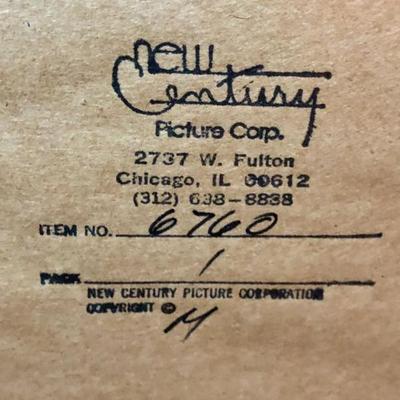 New
Century
Picture Corp.
2737 W. Fulton
Chicago, IL 60612
(312) 638-8838
ITEM NO. 6760
PACK 1
NEW CENTURY PICTURE CORPORATION
COPYRIGHT © M